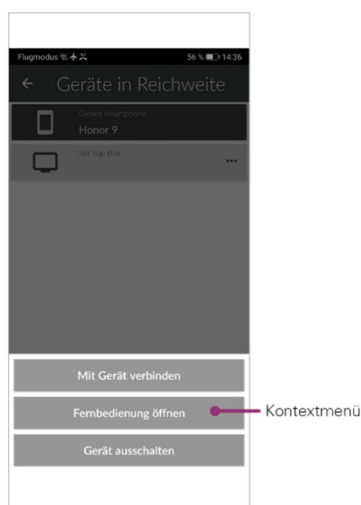 Flugmodus 56 % 14:36
Geräte in Reichweite
Dieses Smartphone
Honor 9
Set Top Box
Mit Gerät verbinden
Fernbedienung öffnen
Kontextmenü
Gerät ausschalten